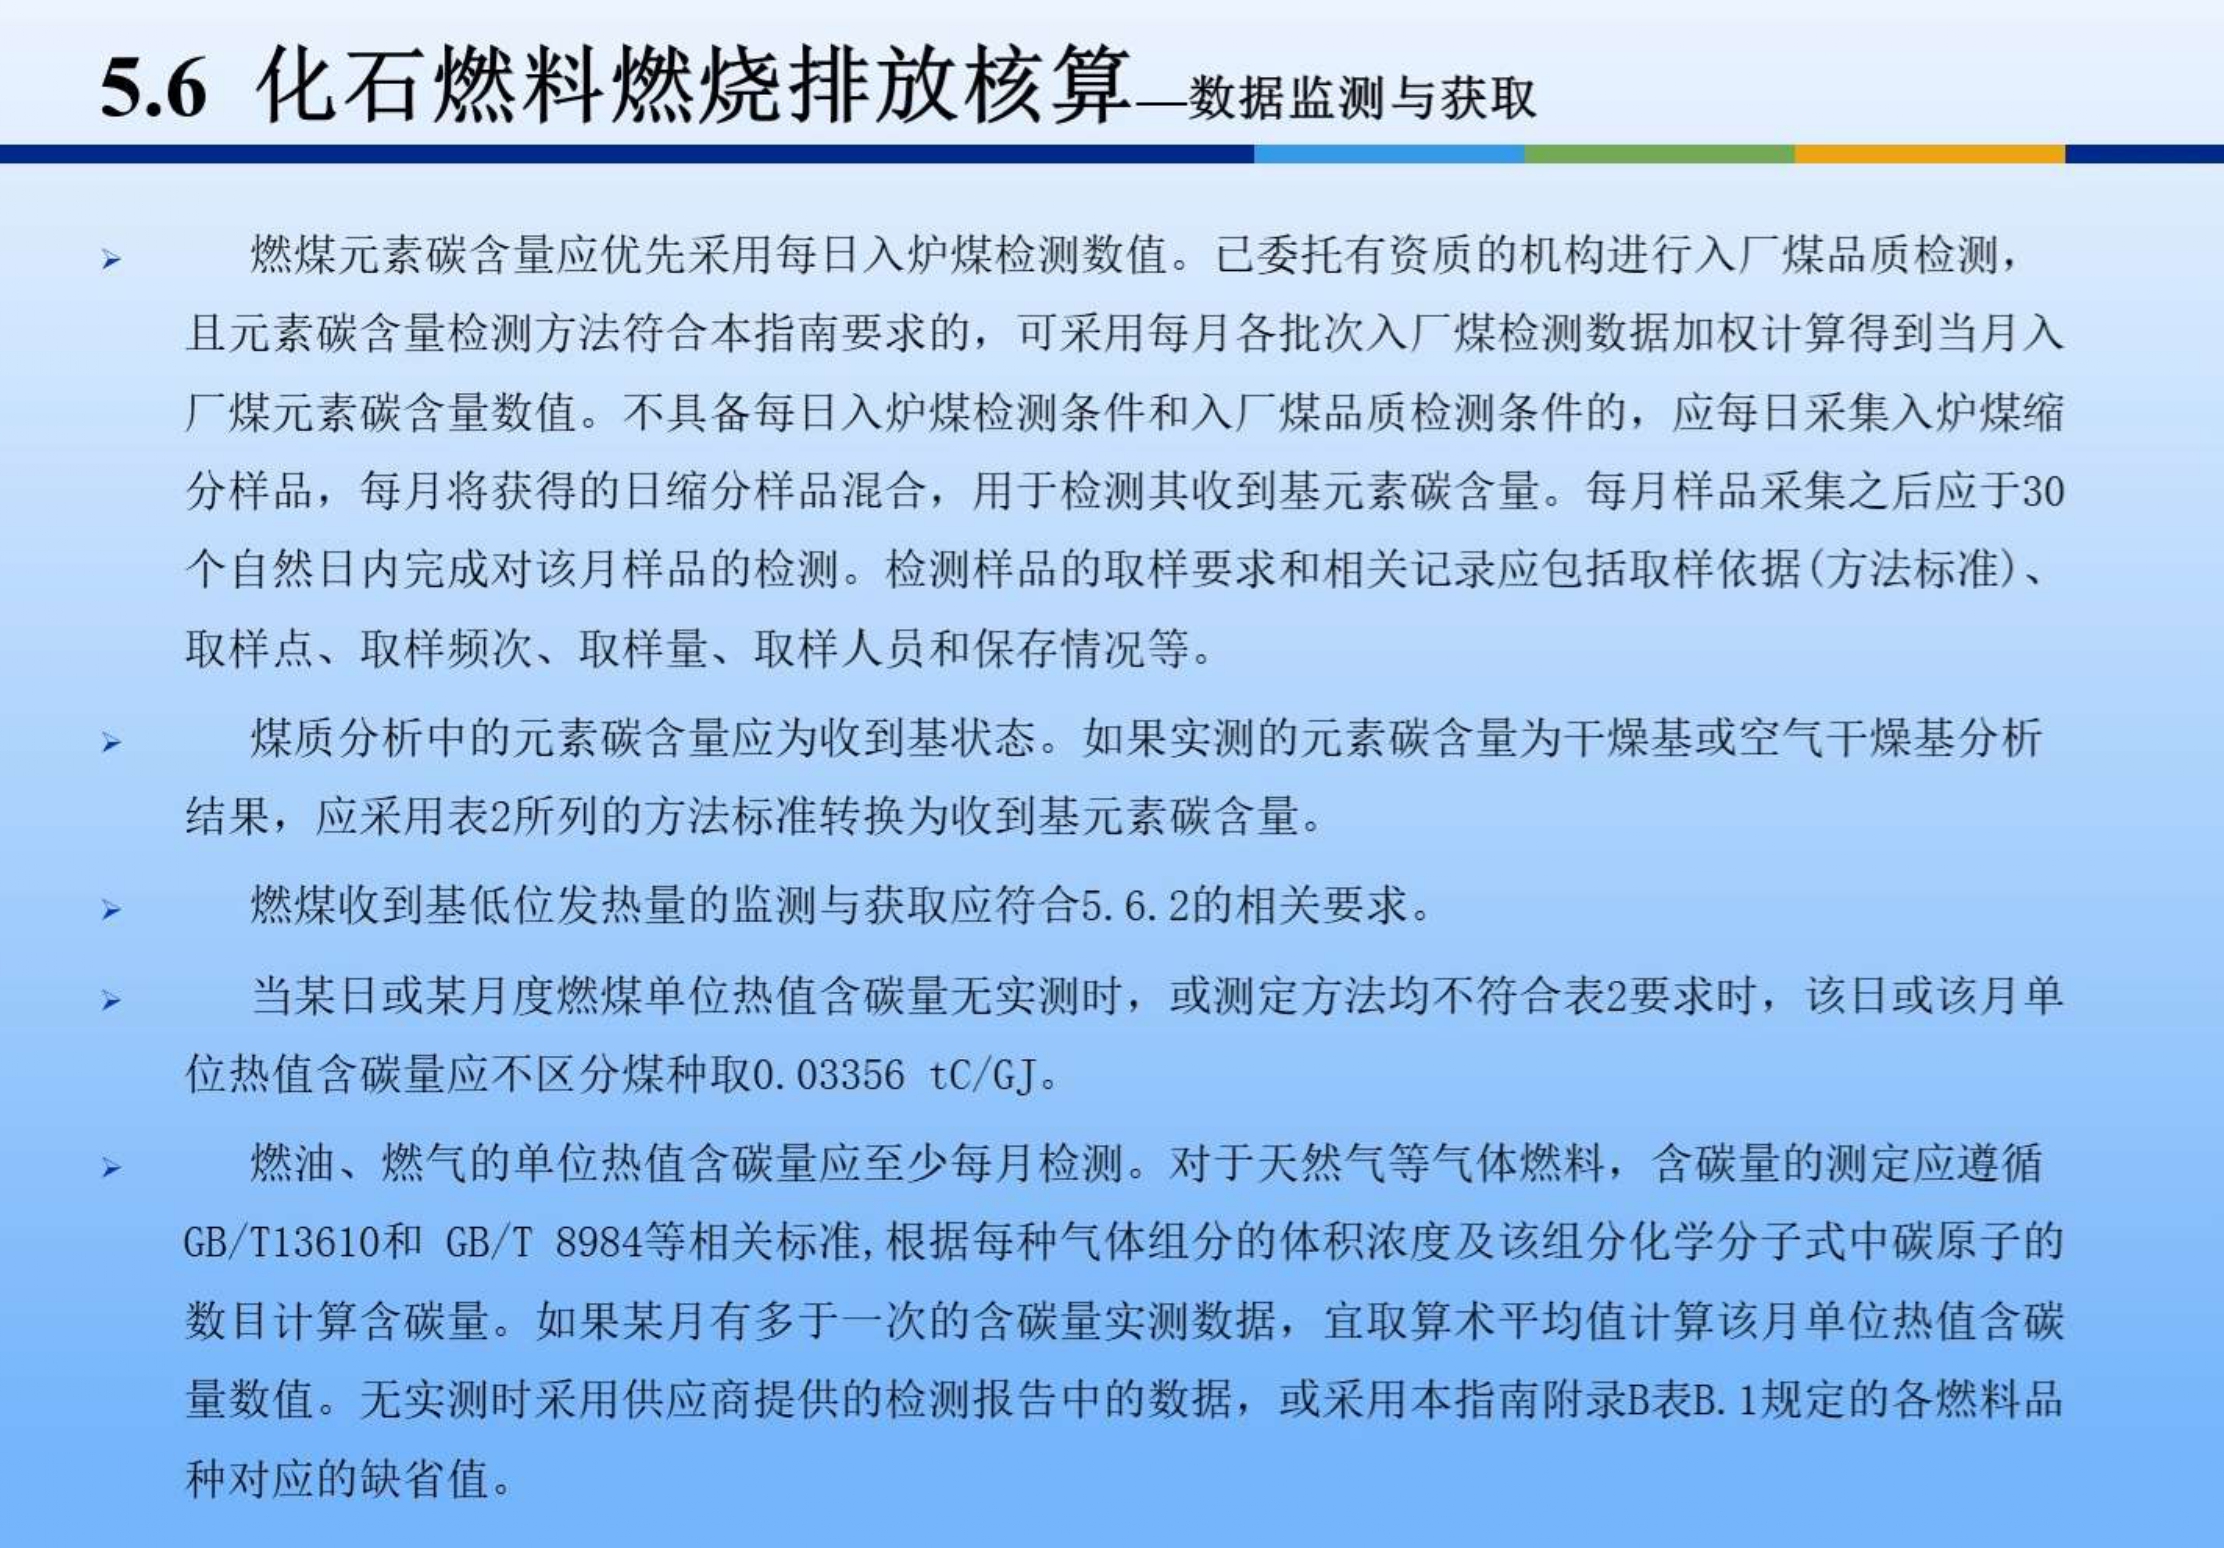 5.6 化石燃料燃烧排放核算—数据监测与获取
燃煤元素碳含量应优先采用每日入炉煤检测数值。已委托有资质的机构进行入厂煤品质检测，
且元素碳含量检测方法符合本指南要求的，可采用每月各批次入厂煤检测数据加权计算得到当月入
厂煤元素碳含量数值。不具备每日入炉煤检测条件和入厂煤品质检测条件的，应每日采集入炉煤缩
分样品，每月将获得的日缩分样品混合，用于检测其收到基元素碳含量。每月样品采集之后应于30
个自然日内完成对该月样品的检测。检测样品的取样要求和相关记录应包括取样依据(方法标准)、
取样点、取样频次、取样量、取样人员和保存情况等。
煤质分析中的元素碳含量应为收到基状态。如果实测的元素碳含量为干燥基或空气干燥基分析
结果，应采用表2所列的方法标准转换为收到基元素碳含量。
燃煤收到基低位发热量的监测与获取应符合5.6.2的相关要求。
当某日或某月度燃煤单位热值含碳量无实测时，或测定方法均不符合表2要求时，该日或该月单
位热值含碳量应不区分煤种取0.03356 tC/GJ。
燃油、燃气的单位热值含碳量应至少每月检测。对于天然气等气体燃料，含碳量的测定应遵循
GB/T13610和 GB/T 8984等相关标准,根据每种气体组分的体积浓度及该组分化学分子式中碳原子的
数目计算含碳量。如果某月有多于一次的含碳量实测数据，宜取算术平均值计算该月单位热值含碳
量数值。无实测时采用供应商提供的检测报告中的数据，或采用本指南附录B表B.1规定的各燃料品
种对应的缺省值。